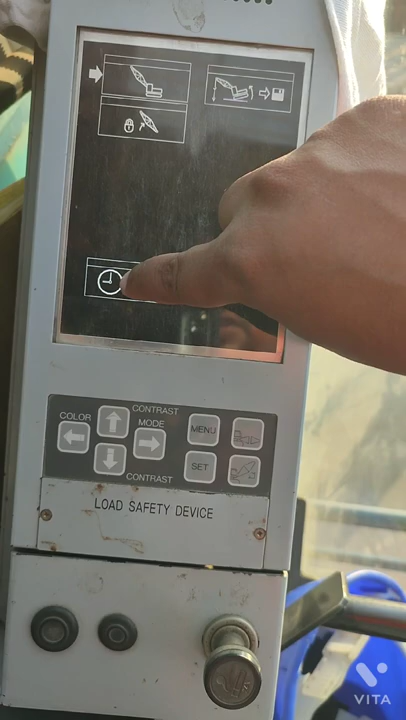 CONTRAST
COLOR
MODE
MENU
SET
CONTRAST
LOAD SAFETY DEVICE
VITA